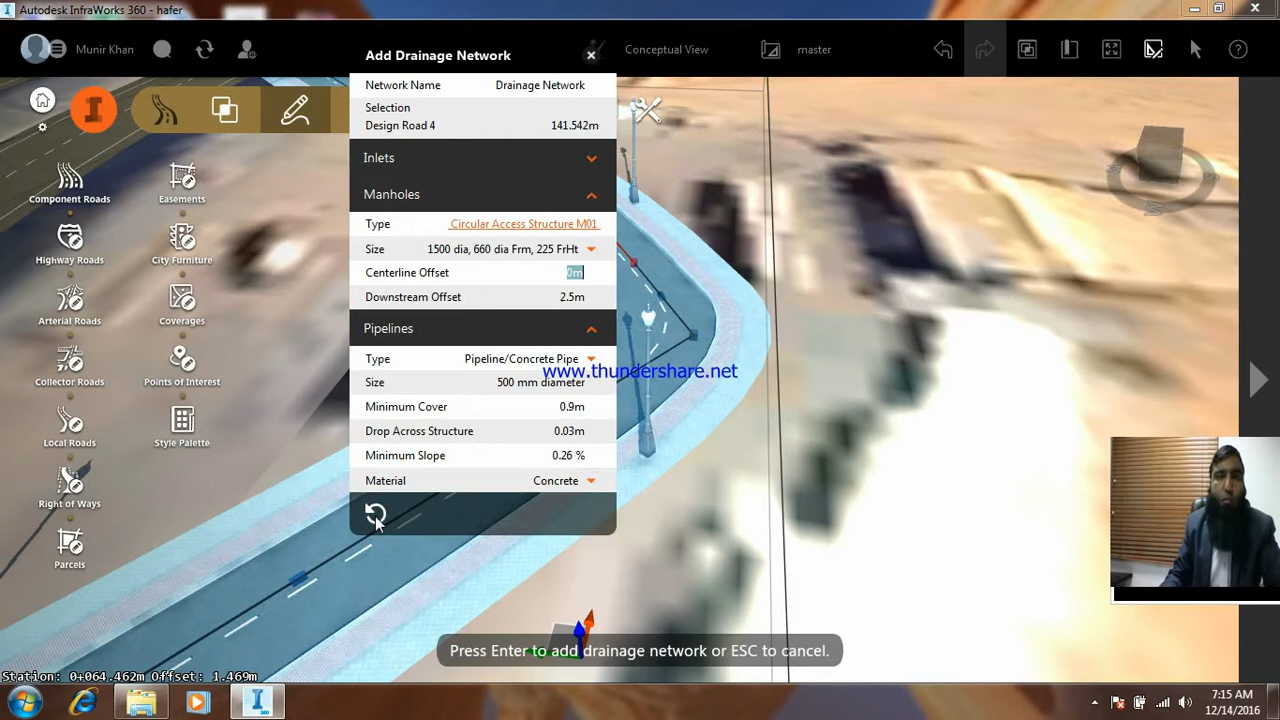 Autodesk InfraWorks 360 - hafer
Munir Khan
Add Drainage Network
Conceptual View
master
Network Name Drainage Network
Selection
Design Road 4 141.542m
Inlets
Manholes
Type Circular Access Structure M01
Size 1500 dia, 660 dia Frm, 225 FrHt
Centerline Offset 0m
Downstream Offset 2.5m
Pipelines
Type Pipeline/Concrete Pipe
www.thundershare.net
Size 500 mm diameter
Minimum Cover 0.9m
Drop Across Structure 0.03m
Minimum Slope 0.26 %
Material Concrete
Component Roads
Easements
Highway Roads
City Furniture
Arterial Roads
Coverages
Collector Roads
Points of Interest
Local Roads
Style Palette
Right of Ways
Parcels
Press Enter to add drainage network or ESC to cancel.
Station: 0+064.462m Offset: 1.469m
7:15 AM
12/14/2016